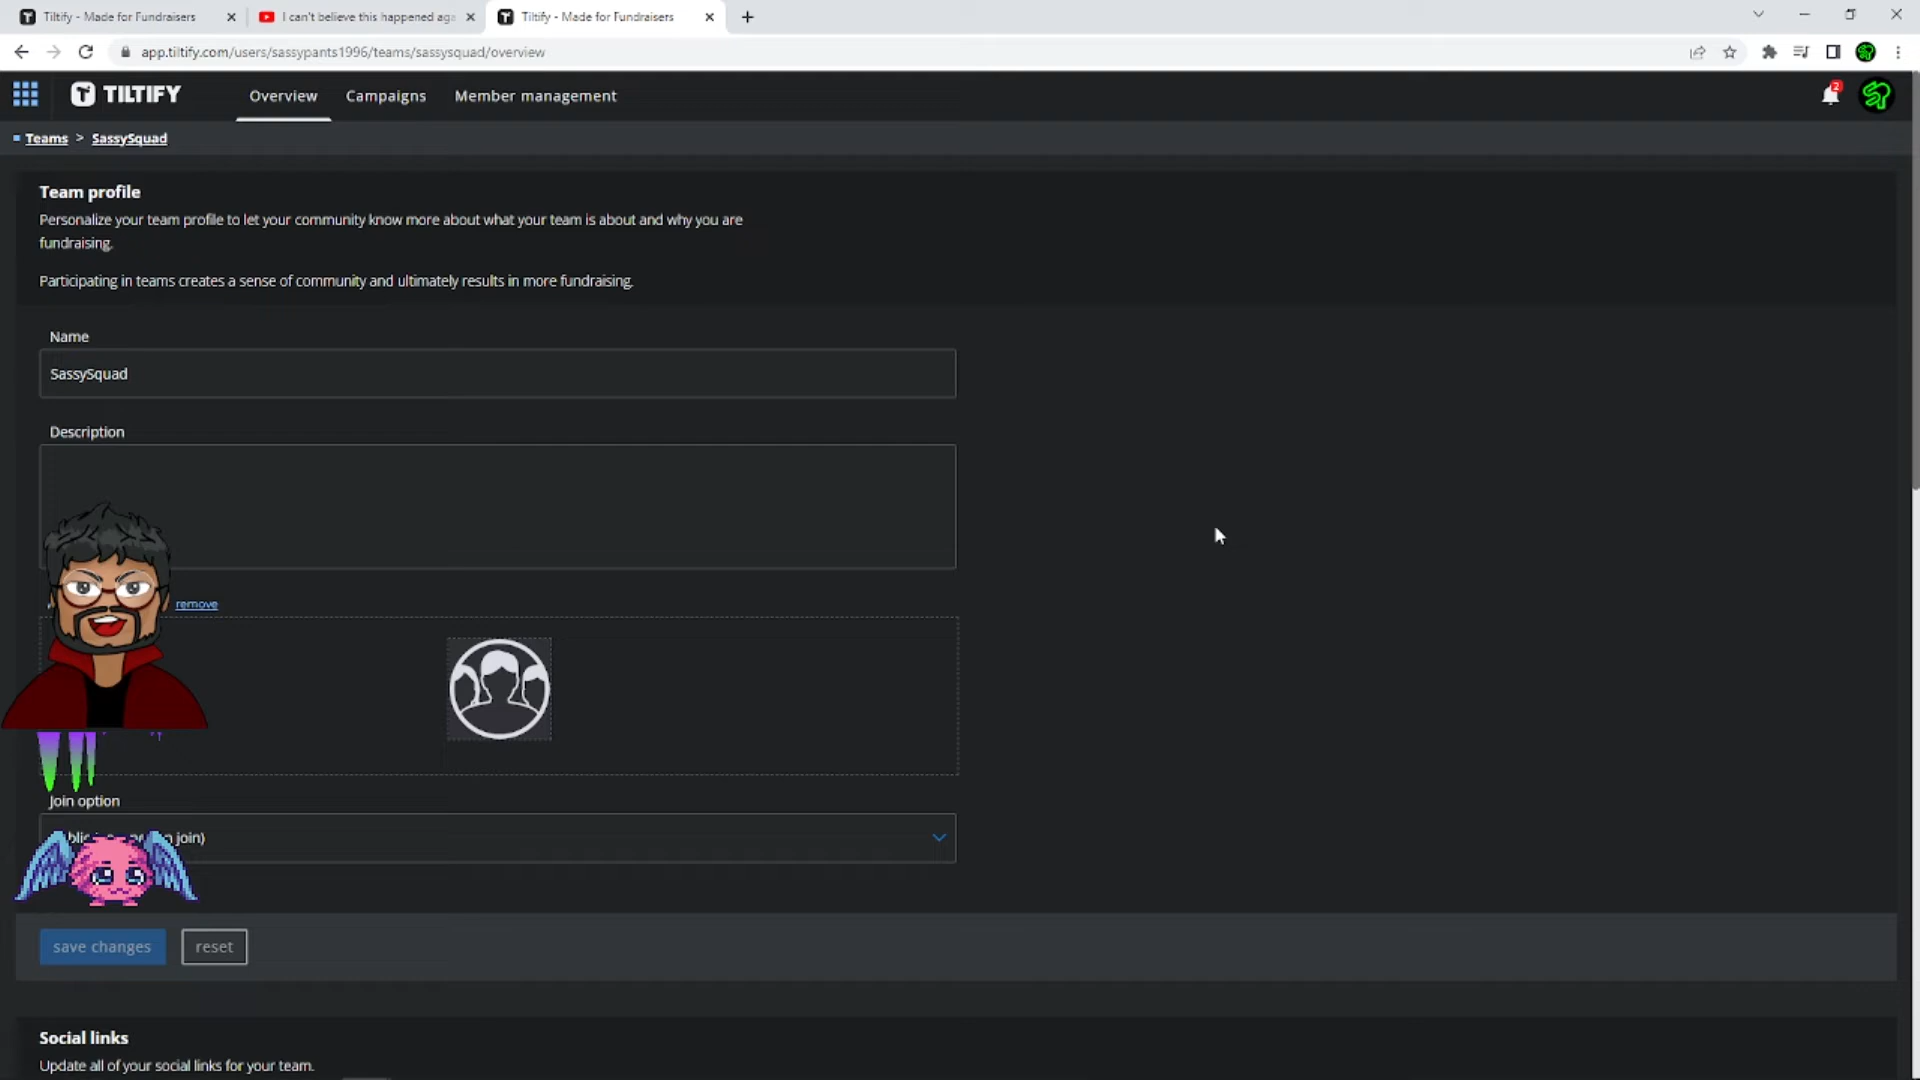 Tiltify - Made for Fundraisers
I can't believe this happened aga
Tiltify - Made for Fundraisers
app.tiltify.com/users/sassypants1996/teams/sassysquad/overview
TILTIFY
Overview
Campaigns
Member management
2
Teams > SassySquad
Team profile
Personalize your team profile to let your community know more about what your team is about and why you are
fundraising.
Participating in teams creates a sense of community and ultimately results in more fundraising.
Name
SassySquad
Description
remove
Join option
join)
save changes
reset
Social links
Update all of your social links for your team.